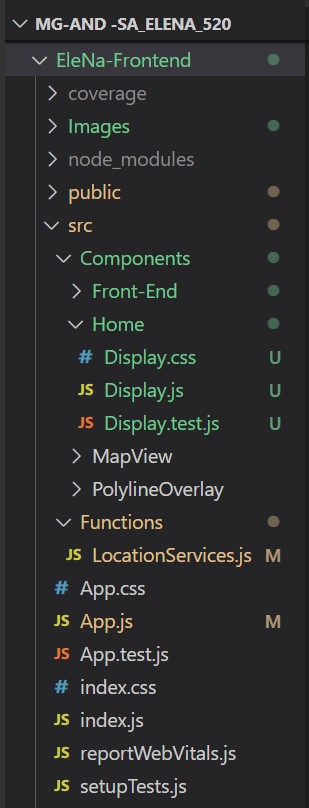 MG-AND -SA_ELENA_520
EleNa-Frontend
coverage
Images
node_modules
public
src
Components
Front-End
Home
# Display.css U
JS Display.js U
JS Display.test.js U
MapView
PolylineOverlay
Functions
JS LocationServices.js M
# App.css
JS App.js M
JS App.test.js
# index.css
JS index.js
JS reportWebVitals.js
JS setupTests.js